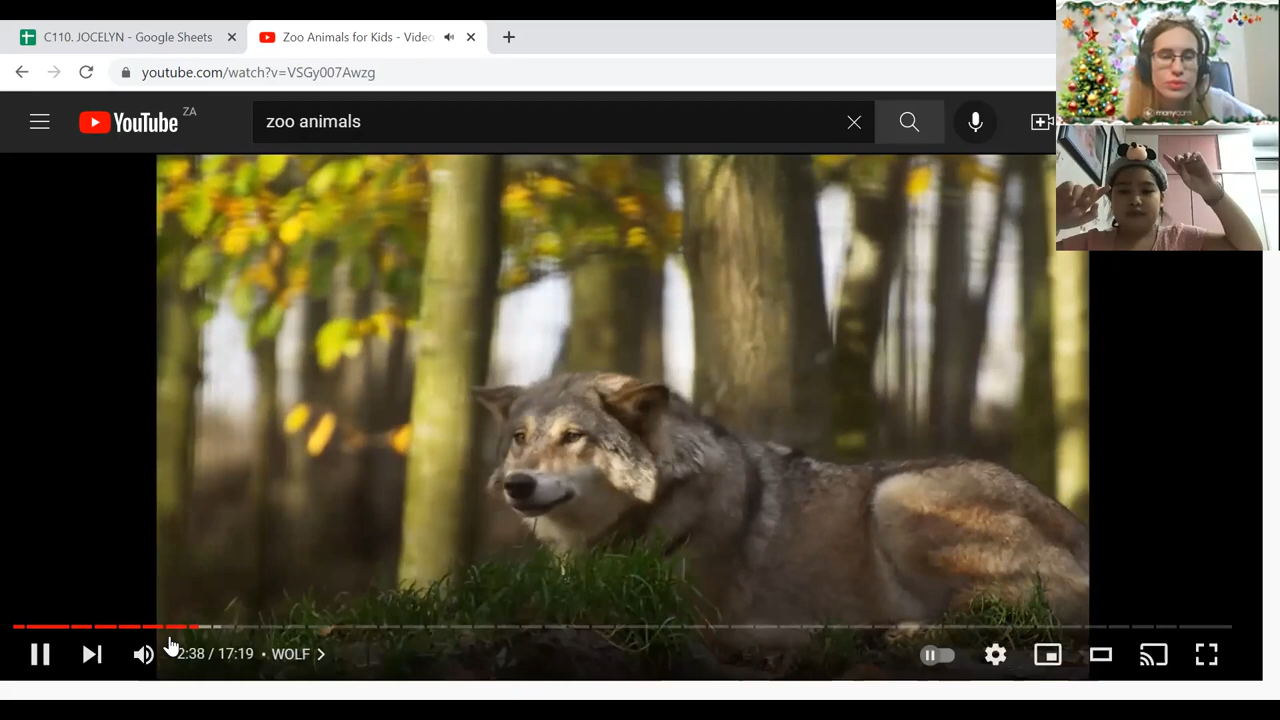 C110. JOCELYN - Google Sheets
Zoo Animals for Kids - Video
youtube.com/watch?v=VSGy007Awzg
YouTube ZA
zoo animals
manycam
2:38 / 17:19 • WOLF